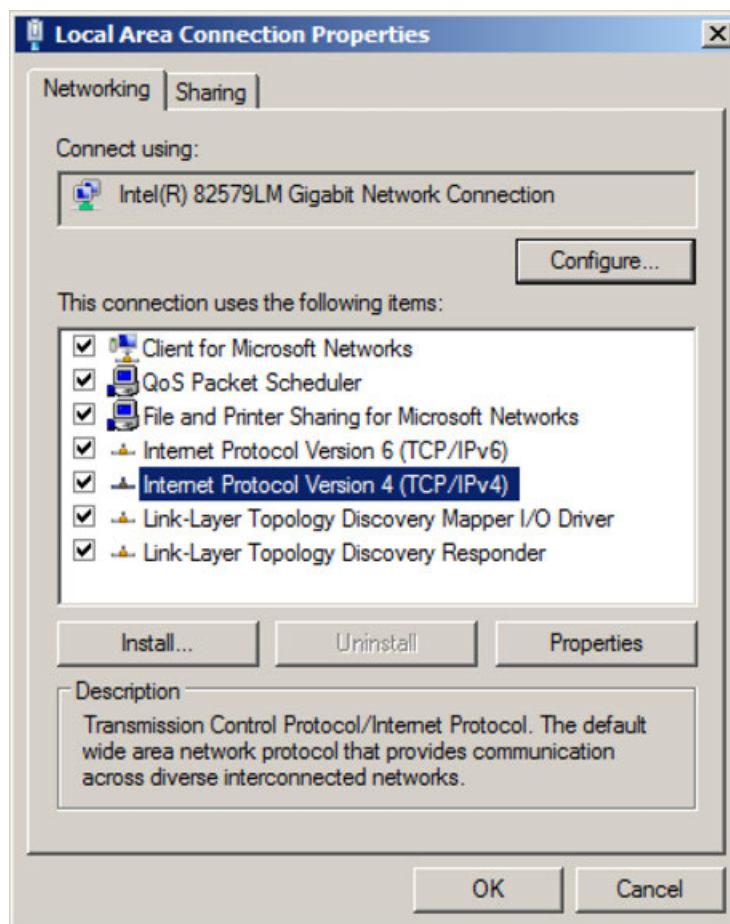 Local Area Connection Properties
Networking
Sharing
Connect using:
Intel(R) 82579LM Gigabit Network Connection
Configure...
This connection uses the following items:
Client for Microsoft Networks
QoS Packet Scheduler
File and Printer Sharing for Microsoft Networks
Internet Protocol Version 6 (TCP/IPv6)
Internet Protocol Version 4 (TCP/IPv4)
Link-Layer Topology Discovery Mapper I/O Driver
Link-Layer Topology Discovery Responder
Install...
Uninstall
Properties
Description
Transmission Control Protocol/Internet Protocol. The default
wide area network protocol that provides communication
across diverse interconnected networks.
OK
Cancel